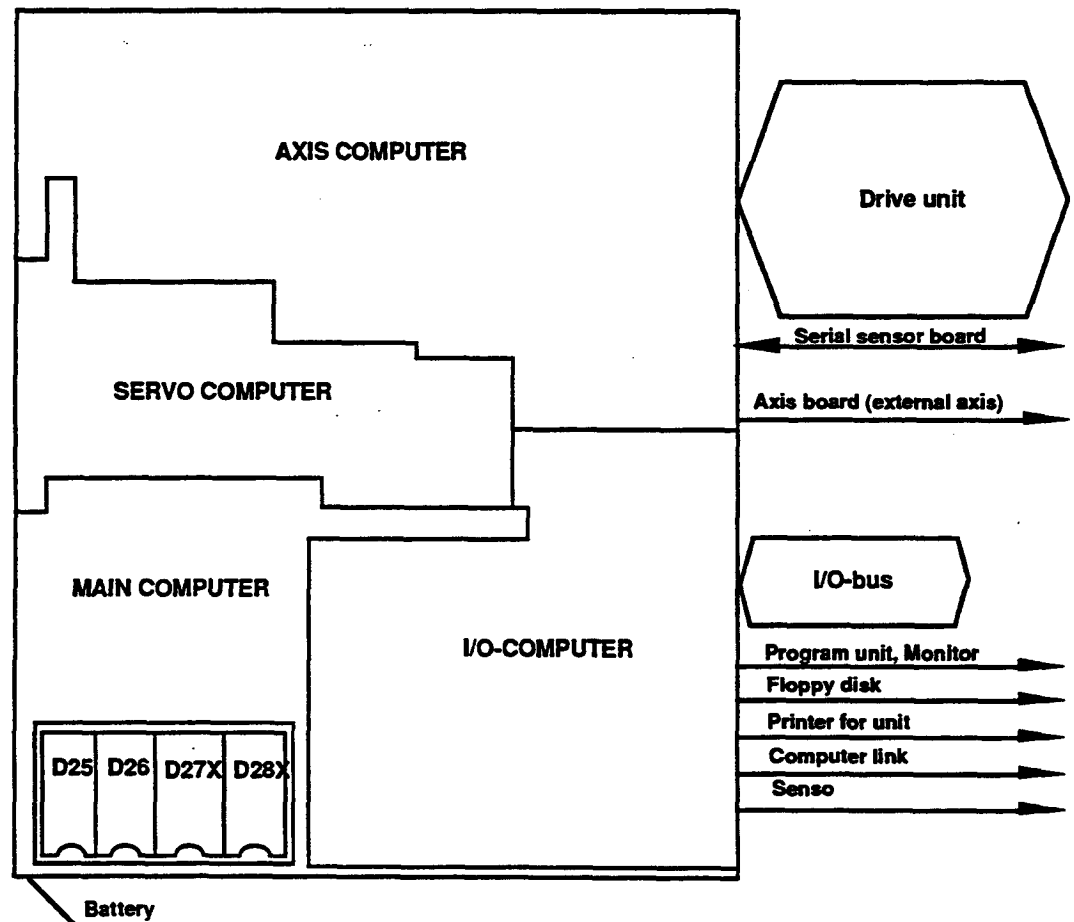 AXIS COMPUTER
Drive unit
Serial sensor board
SERVO COMPUTER
Axis board (external axis)
MAIN COMPUTER
I/O-bus
I/O-COMPUTER
Program unit, Monitor
Floppy disk
Printer for unit
D25 D26 D27X D28X
Computer link
Senso
Battery